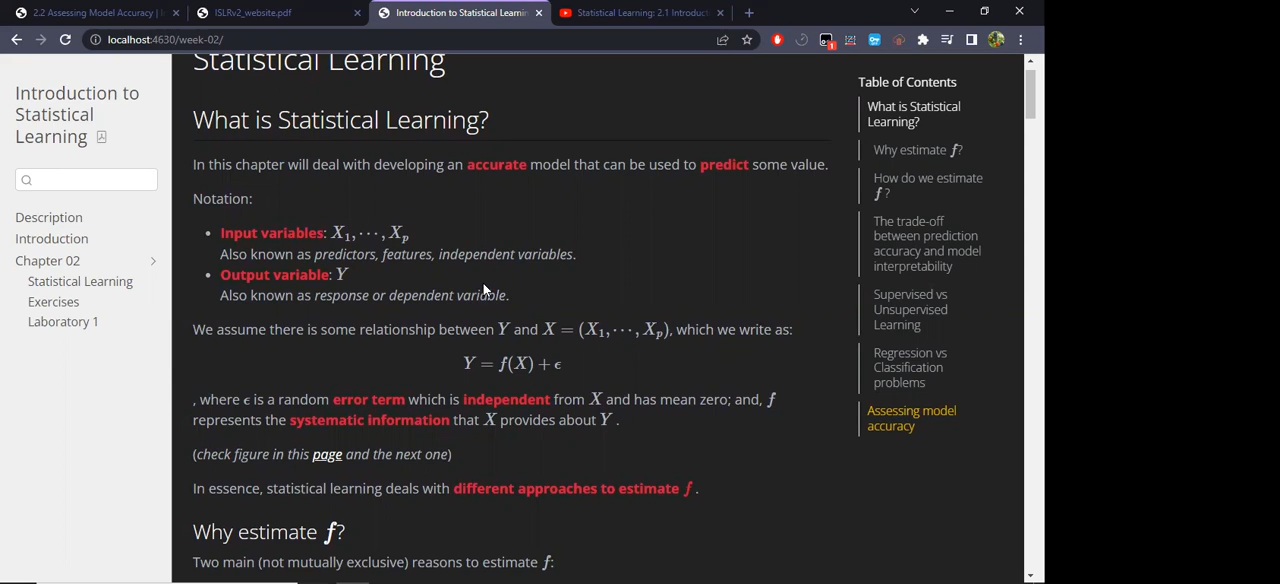 2.2 Assessing Model Accuracy | I
ISLRv2_website.pdf
Introduction to Statistical Learnin
Statistical Learning: 2.1 Introduct
localhost:4630/week-02/
1
Introduction to
Statistical
Learning
Description
Introduction
Chapter 02
Statistical Learning
Exercises
Laboratory 1
Statistical Learning
What is Statistical Learning?
In this chapter will deal with developing an accurate model that can be used to predict some value.
Notation:
• Input variables: X₁, ⋯, Xₚ
Also known as predictors, features, independent variables.
• Output variable: Y
Also known as response or dependent variable.
We assume there is some relationship between Y and X = (X₁, ⋯, Xₚ), which we write as:
Y = f(X) + ϵ
, where ϵ is a random error term which is independent from X and has mean zero; and, f
represents the systematic information that X provides about Y .
(check figure in this page and the next one)
In essence, statistical learning deals with different approaches to estimate f .
Why estimate f?
Two main (not mutually exclusive) reasons to estimate f:
Table of Contents
What is Statistical
Learning?
Why estimate f?
How do we estimate
f ?
The trade-off
between prediction
accuracy and model
interpretability
Supervised vs
Unsupervised
Learning
Regression vs
Classification
problems
Assessing model
accuracy